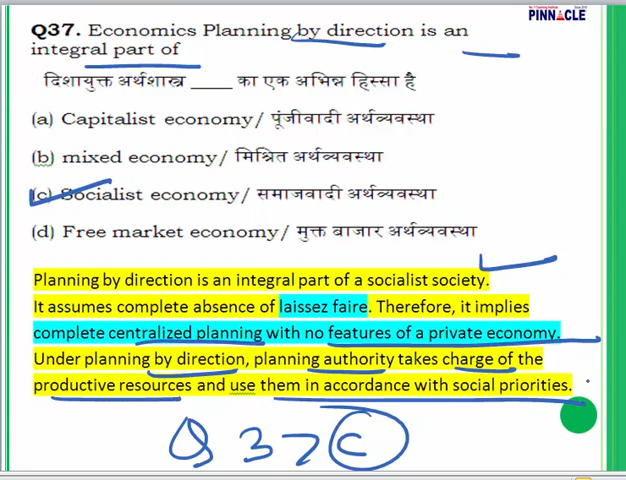 PINNACLE
Q37. Economics Planning by direction is an
integral part of
दिशायुक्त अर्थशास्त्र ____ का एक अभिन्न हिस्सा है
(a) Capitalist economy/ पूंजीवादी अर्थव्यवस्था
(b) mixed economy/ मिश्रित अर्थव्यवस्था
(c) Socialist economy/ समाजवादी अर्थव्यवस्था
(d) Free market economy/ मुक्त बाजार अर्थव्यवस्था
Planning by direction is an integral part of a socialist society.
It assumes complete absence of laissez faire. Therefore, it implies
complete centralized planning with no features of a private economy.
Under planning by direction, planning authority takes charge of the
productive resources and use them in accordance with social priorities.
Q 37 C